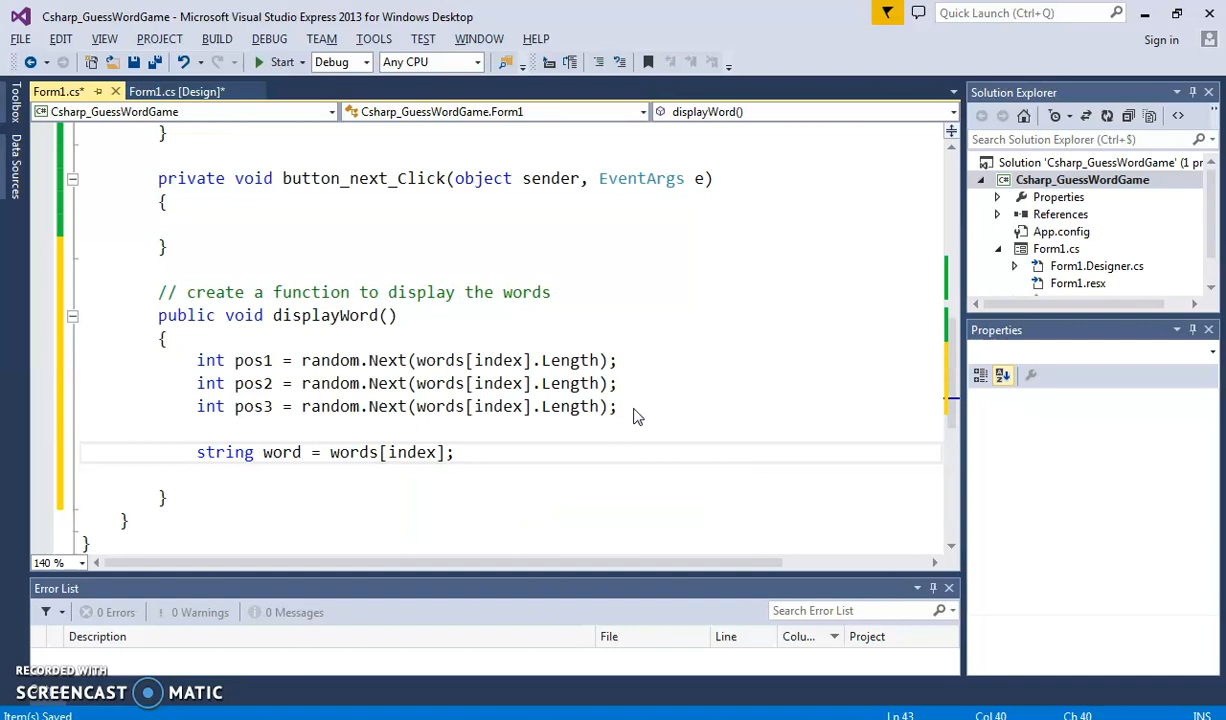 Csharp_GuessWordGame - Microsoft Visual Studio Express 2013 for Windows Desktop
Quick Launch (Ctrl+Q)
FILE EDIT VIEW PROJECT BUILD DEBUG TEAM TOOLS TEST WINDOW HELP
Sign in
Start Debug Any CPU
Form1.cs* Form1.cs [Design]*
Csharp_GuessWordGame Csharp_GuessWordGame.Form1 displayWord()
Toolbox
Data Sources
}
private void button_next_Click(object sender, EventArgs e)
{
}
// create a function to display the words
public void displayWord()
{
int pos1 = random.Next(words[index].Length);
int pos2 = random.Next(words[index].Length);
int pos3 = random.Next(words[index].Length);
string word = words[index];
}
}
}
140 %
Solution Explorer
Search Solution Explorer (Ctrl+$)
Solution 'Csharp_GuessWordGame' (1 pr
Csharp_GuessWordGame
Properties
References
App.config
Form1.cs
Form1.Designer.cs
Form1.resx
Properties
Error List
0 Errors 0 Warnings 0 Messages
Search Error List
Description File Line Colu... Project
RECORDED WITH
SCREENCAST MATIC
Item(s) Saved Ln 43 Col 40 Ch 40 INS